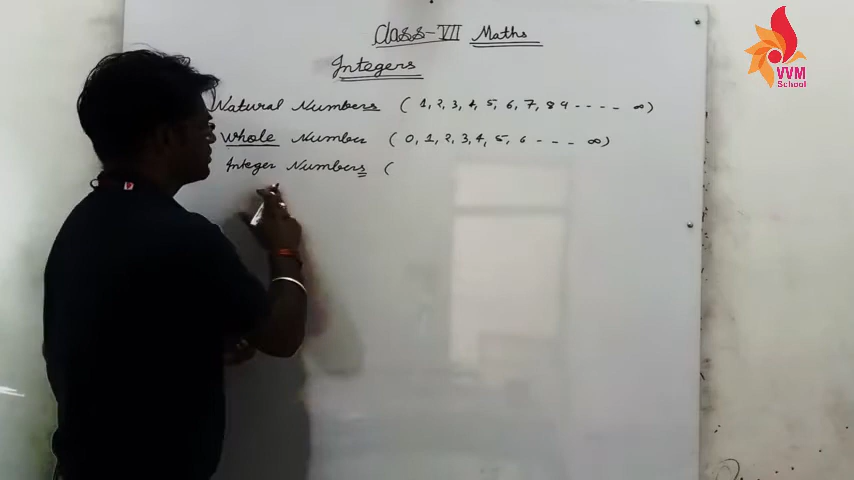 Class-VII Maths
Integers
Natural Numbers ( 1, 2, 3, 4, 5, 6, 7, 8 9 ---- ∞ )
Whole Number ( 0, 1, 2, 3, 4, 5, 6 --- ∞ )
Integer Numbers (
VVM
School